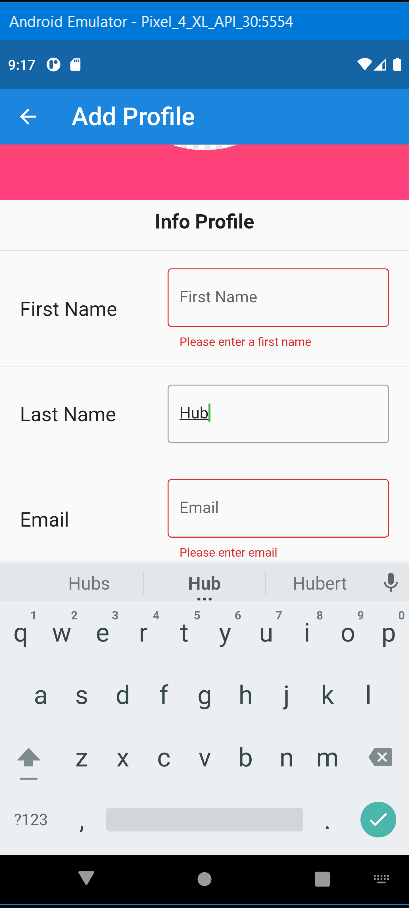 Android Emulator - Pixel_4_XL_API_30:5554
9:17
Add Profile
Info Profile
First Name
First Name
Please enter a first name
Last Name
Hub
Email
Email
Please enter email
Hubs Hub Hubert
1 2 3 4 5 6 7 8 9 0
q w e r t y u i o p
a s d f g h j k l
z x c v b n m
?123 , .